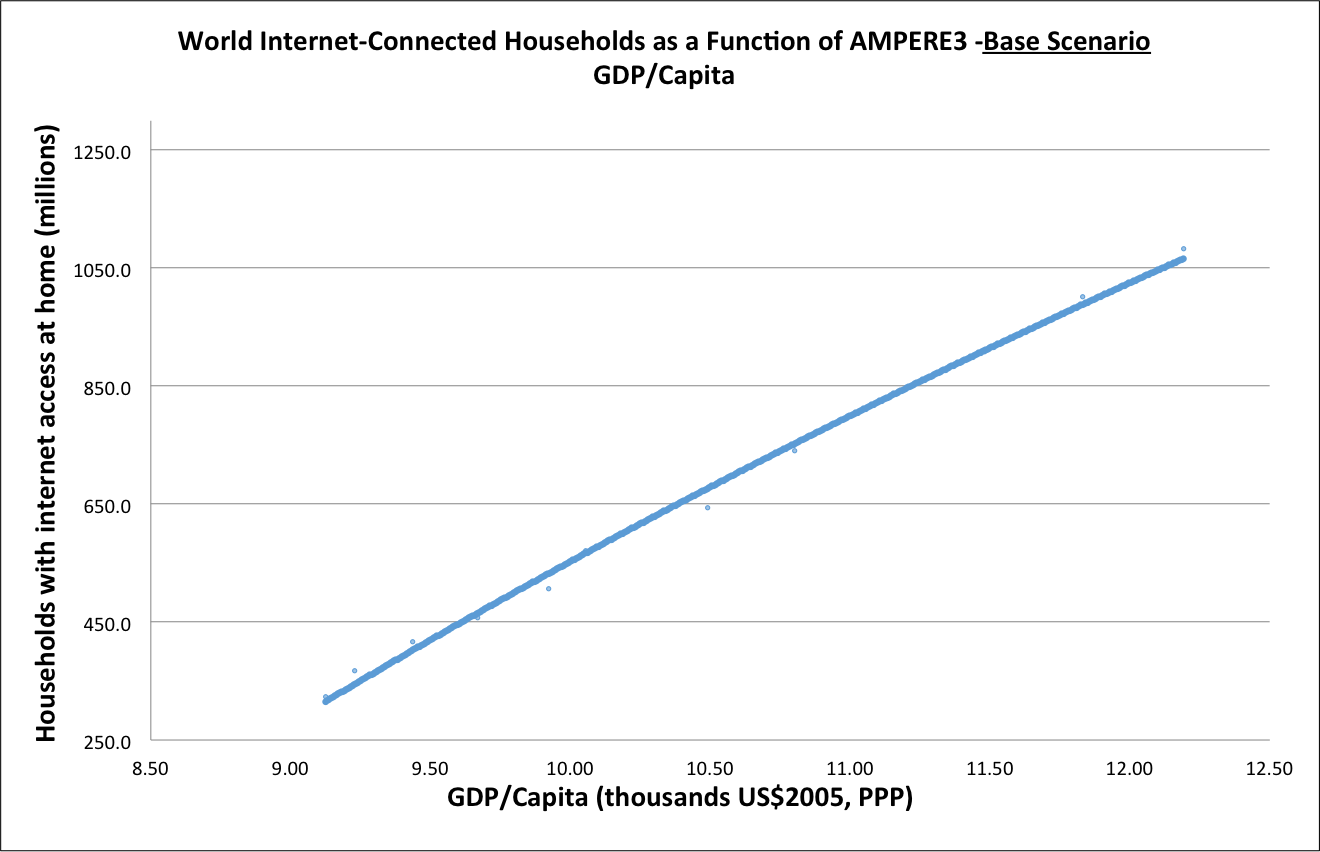 World Internet-Connected Households as a Function of AMPERE3 -Base Scenario
GDP/Capita
Households with internet access at home (millions)
1250.0
1050.0
850.0
650.0
450.0
250.0
8.50 9.00 9.50 10.00 10.50 11.00 11.50 12.00 12.50
GDP/Capita (thousands US$2005, PPP)